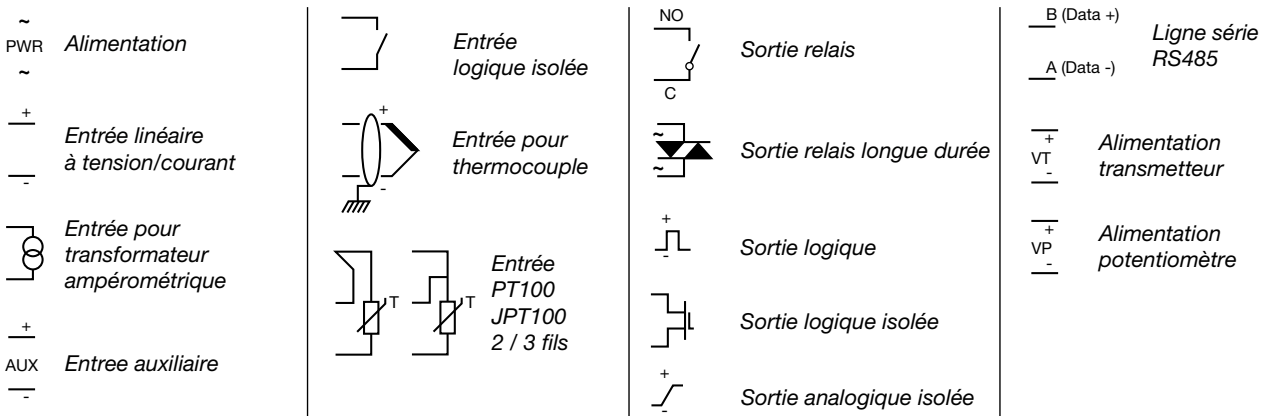 ~
PWR
~
Alimentation
+
-
Entrée linéaire
à tension/courant
Entrée pour
transformateur
ampérométrique
+
AUX
-
Entree auxiliaire
Entrée
logique isolée
+
-
Entrée pour
thermocouple
T
T
Entrée
PT100
JPT100
2 / 3 fils
NO
C
Sortie relais
~
~
Sortie relais longue durée
+
-
Sortie logique
Sortie logique isolée
+
-
Sortie analogique isolée
B (Data +)
A (Data -)
Ligne série
RS485
+
VT
-
Alimentation
transmetteur
+
VP
-
Alimentation
potentiomètre